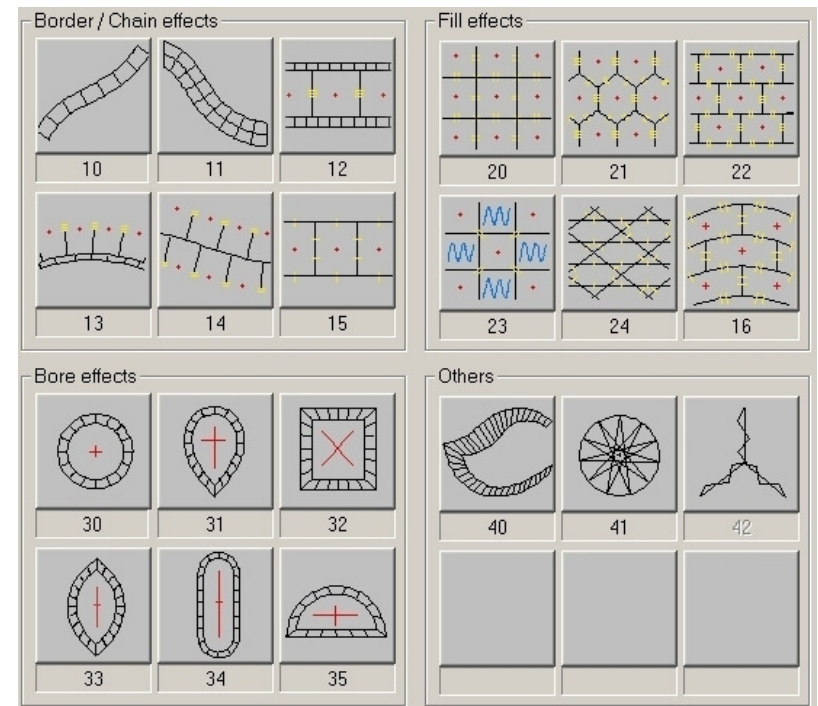 Border / Chain effects
10 11 12
13 14 15
Fill effects
20 21 22
23 24 16
Bore effects
30 31 32
33 34 35
Others
40 41 42